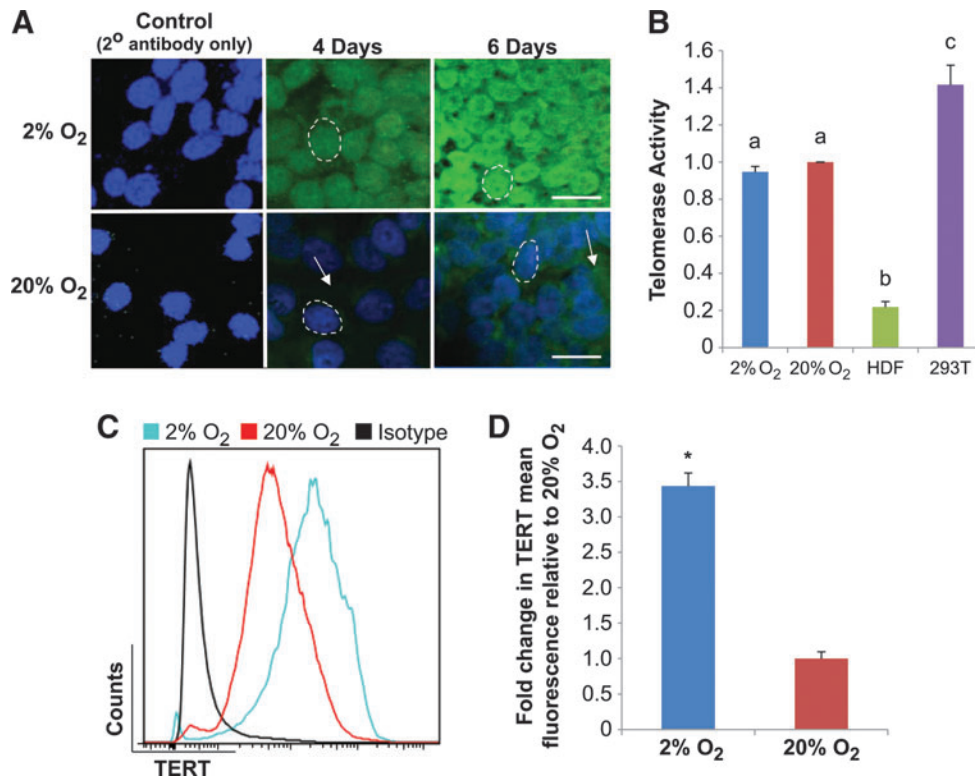 A
Control
(2º antibody only)
4 Days
6 Days
2% O₂
20% O₂
B
Telomerase Activity
1.6
1.4
1.2
1.0
0.8
0.6
0.4
0.2
0
a
a
b
c
2% O₂
20% O₂
HDF
293T
C
2% O₂
20% O₂
Isotype
Counts
TERT
D
Fold change in TERT mean
fluorescence relative to 20% O₂
4.0
3.5
3.0
2.5
2.0
1.5
1.0
0.5
0
*
2% O₂
20% O₂